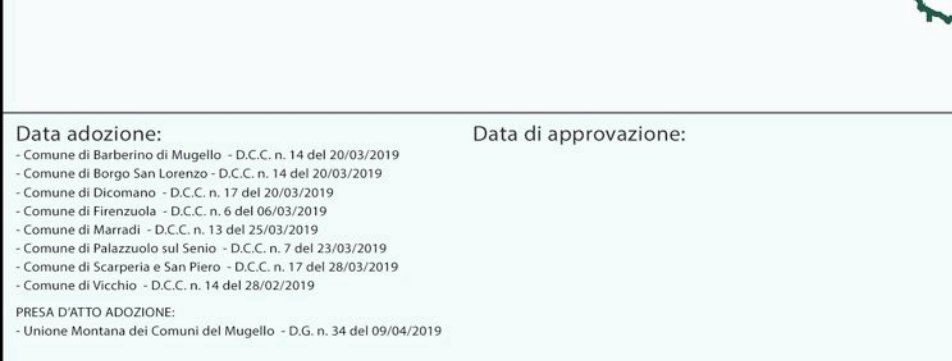 Data adozione:
- Comune di Barberino di Mugello - D.C.C. n. 14 del 20/03/2019
- Comune di Borgo San Lorenzo - D.C.C. n. 14 del 20/03/2019
- Comune di Dicomano - D.C.C. n. 17 del 20/03/2019
- Comune di Firenzuola - D.C.C. n. 6 del 06/03/2019
- Comune di Marradi - D.C.C. n. 13 del 25/03/2019
- Comune di Palazzuolo sul Senio - D.C.C. n. 7 del 23/03/2019
- Comune di Scarperia e San Piero - D.C.C. n. 17 del 28/03/2019
- Comune di Vicchio - D.C.C. n. 14 del 28/02/2019
PRESA D'ATTO ADOZIONE:
- Unione Montana dei Comuni del Mugello - D.G. n. 34 del 09/04/2019
Data di approvazione: